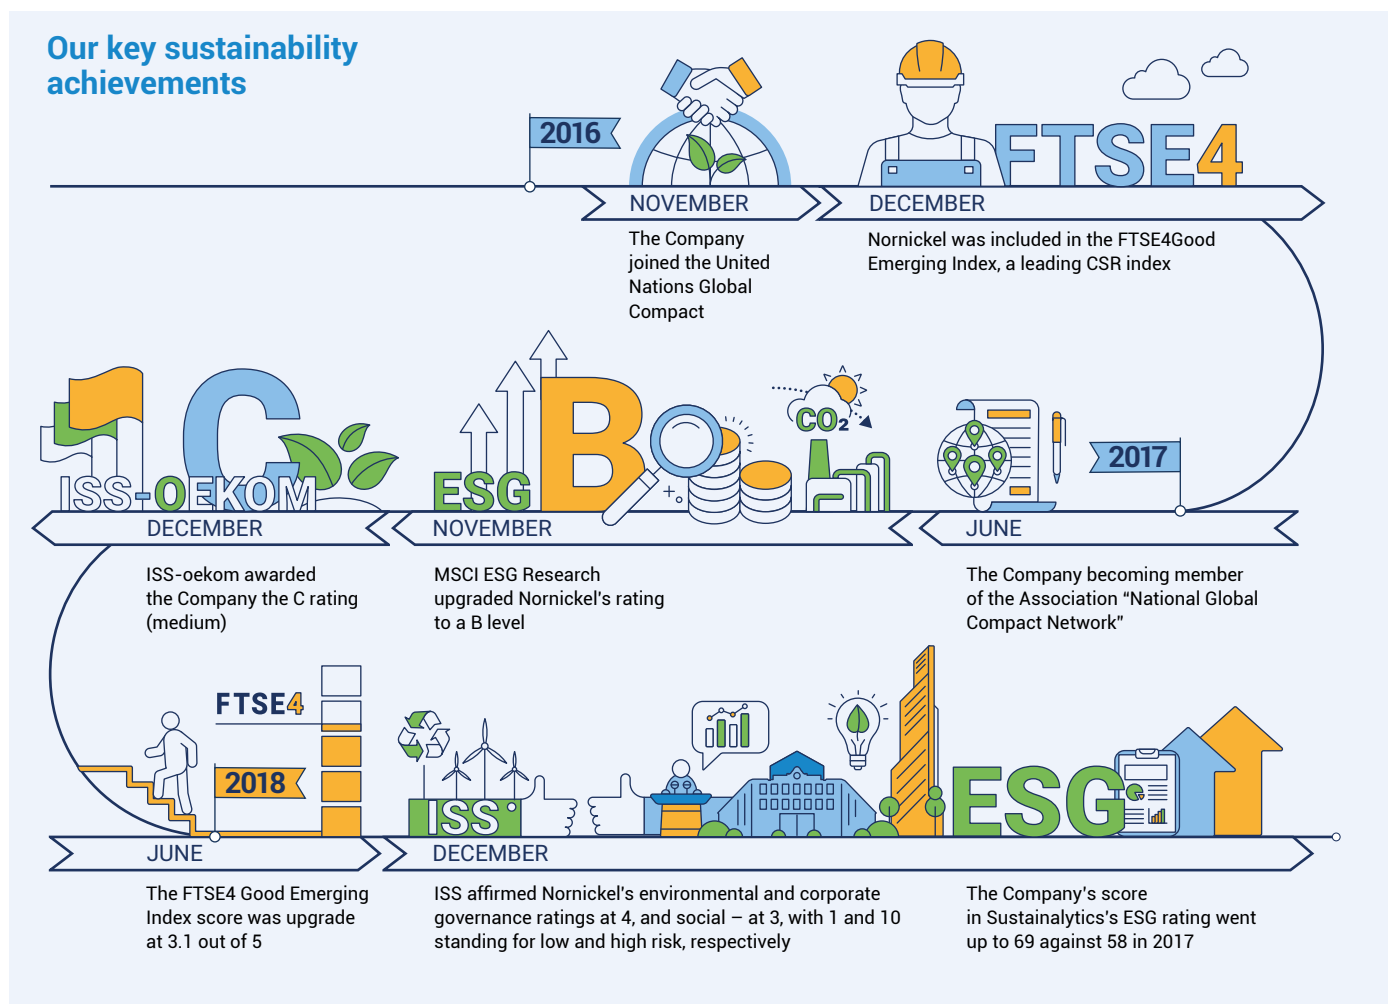 Our key sustainability
achievements
2016
FTSE4
NOVEMBER
DECEMBER
The Company
joined the United
Nations Global
Compact
Nornickel was included in the FTSE4Good
Emerging Index, a leading CSR index
2017
JUNE
The Company becoming member
of the Association “National Global
Compact Network”
ESG
B
CO2
NOVEMBER
MSCI ESG Research
upgraded Nornickel’s rating
to a B level
C
ISS-OEKOM
DECEMBER
ISS-oekom awarded
the Company the C rating
(medium)
FTSE4
2018
JUNE
The FTSE4 Good Emerging
Index score was upgrade
at 3.1 out of 5
ISS
ESG
DECEMBER
ISS affirmed Nornickel’s environmental and corporate
governance ratings at 4, and social – at 3, with 1 and 10
standing for low and high risk, respectively
The Company’s score
in Sustainalytics’s ESG rating went
up to 69 against 58 in 2017